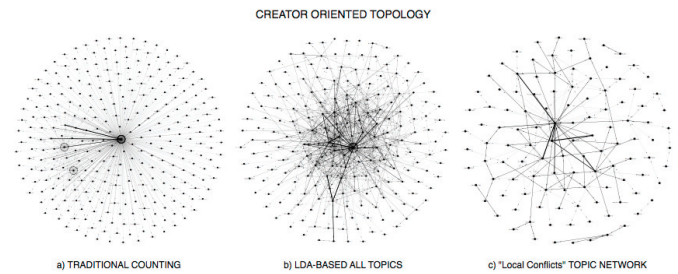 CREATOR ORIENTED TOPOLOGY
a) TRADITIONAL COUNTING
b) LDA-BASED ALL TOPICS
c) "Local Conflicts" TOPIC NETWORK